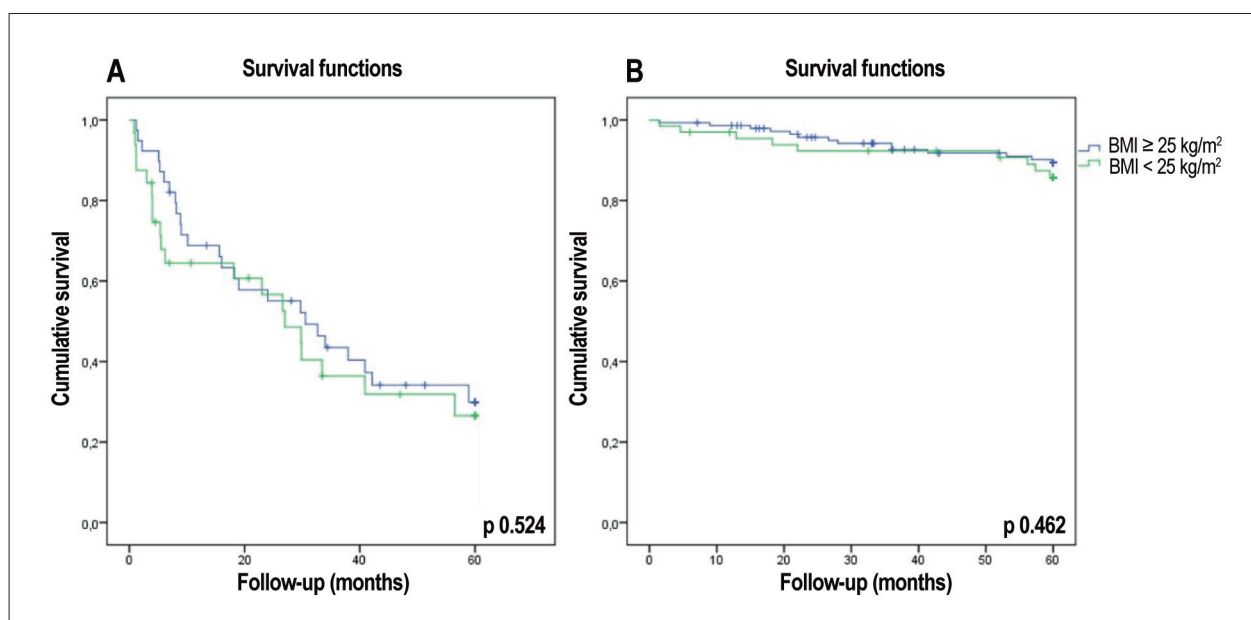 A
Survival functions
1,0
0,8
0,6
0,4
0,2
0,0
Cumulative survival
p 0.524
0
20
40
60
Follow-up (months)
B
Survival functions
1,0
0,8
0,6
0,4
0,2
0,0
Cumulative survival
p 0.462
0
10
20
30
40
50
60
Follow-up (months)
BMI ≥ 25 kg/m²
BMI < 25 kg/m²